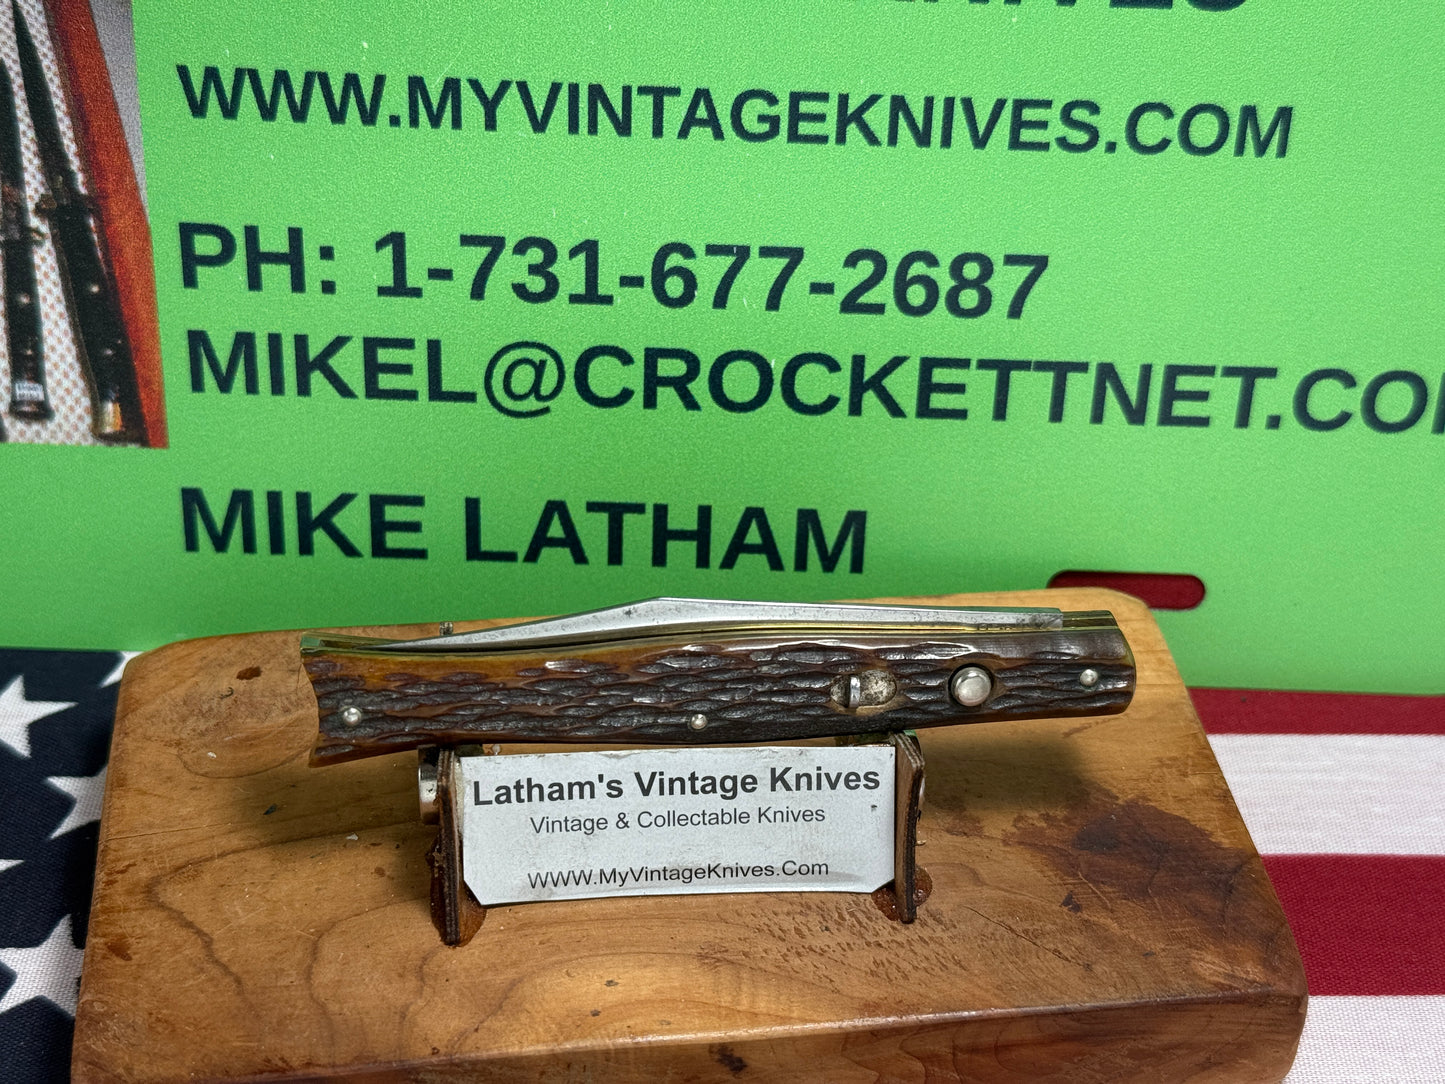 WWW.MYVINTAGEKNIVES.COM
PH: 1-731-677-2687
MIKEL@CROCKETTNET.CO
MIKE LATHAM
Latham's Vintage Knives
Vintage & Collectable Knives
WWW.MyVintageKnives.Com